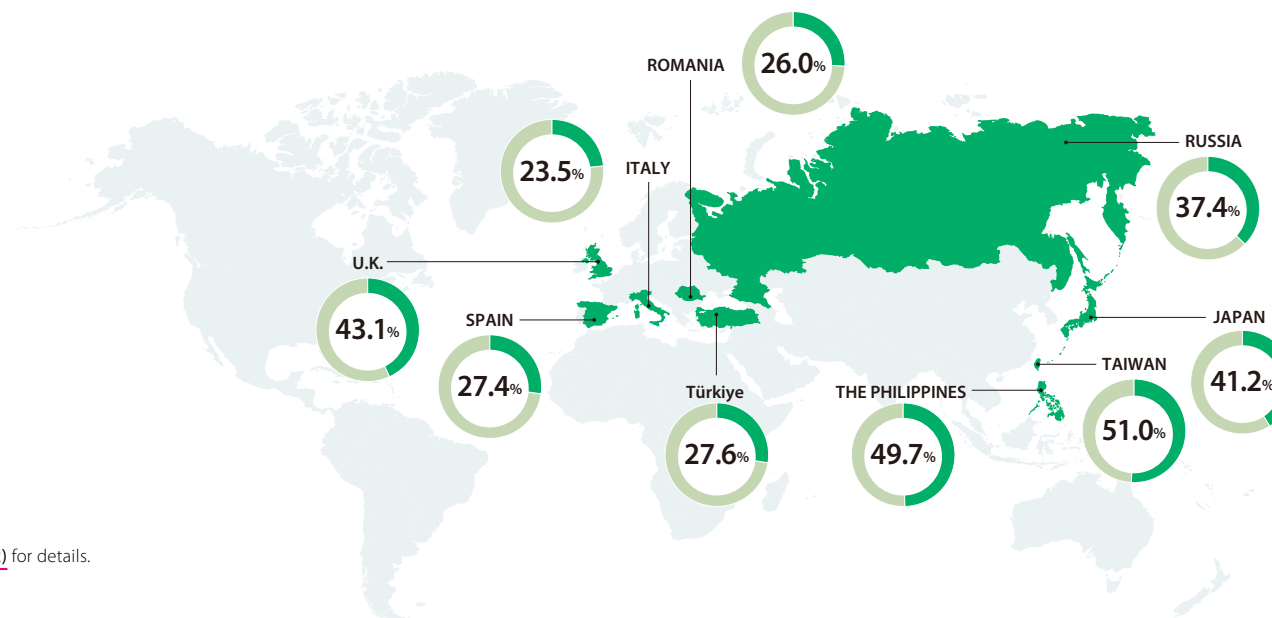 ROMANIA
26.0%
RUSSIA
37.4%
ITALY
23.5%
U.K.
43.1%
SPAIN
27.4%
Türkiye
27.6%
THE PHILIPPINES
49.7%
TAIWAN
51.0%
JAPAN
41.2%
) for details.